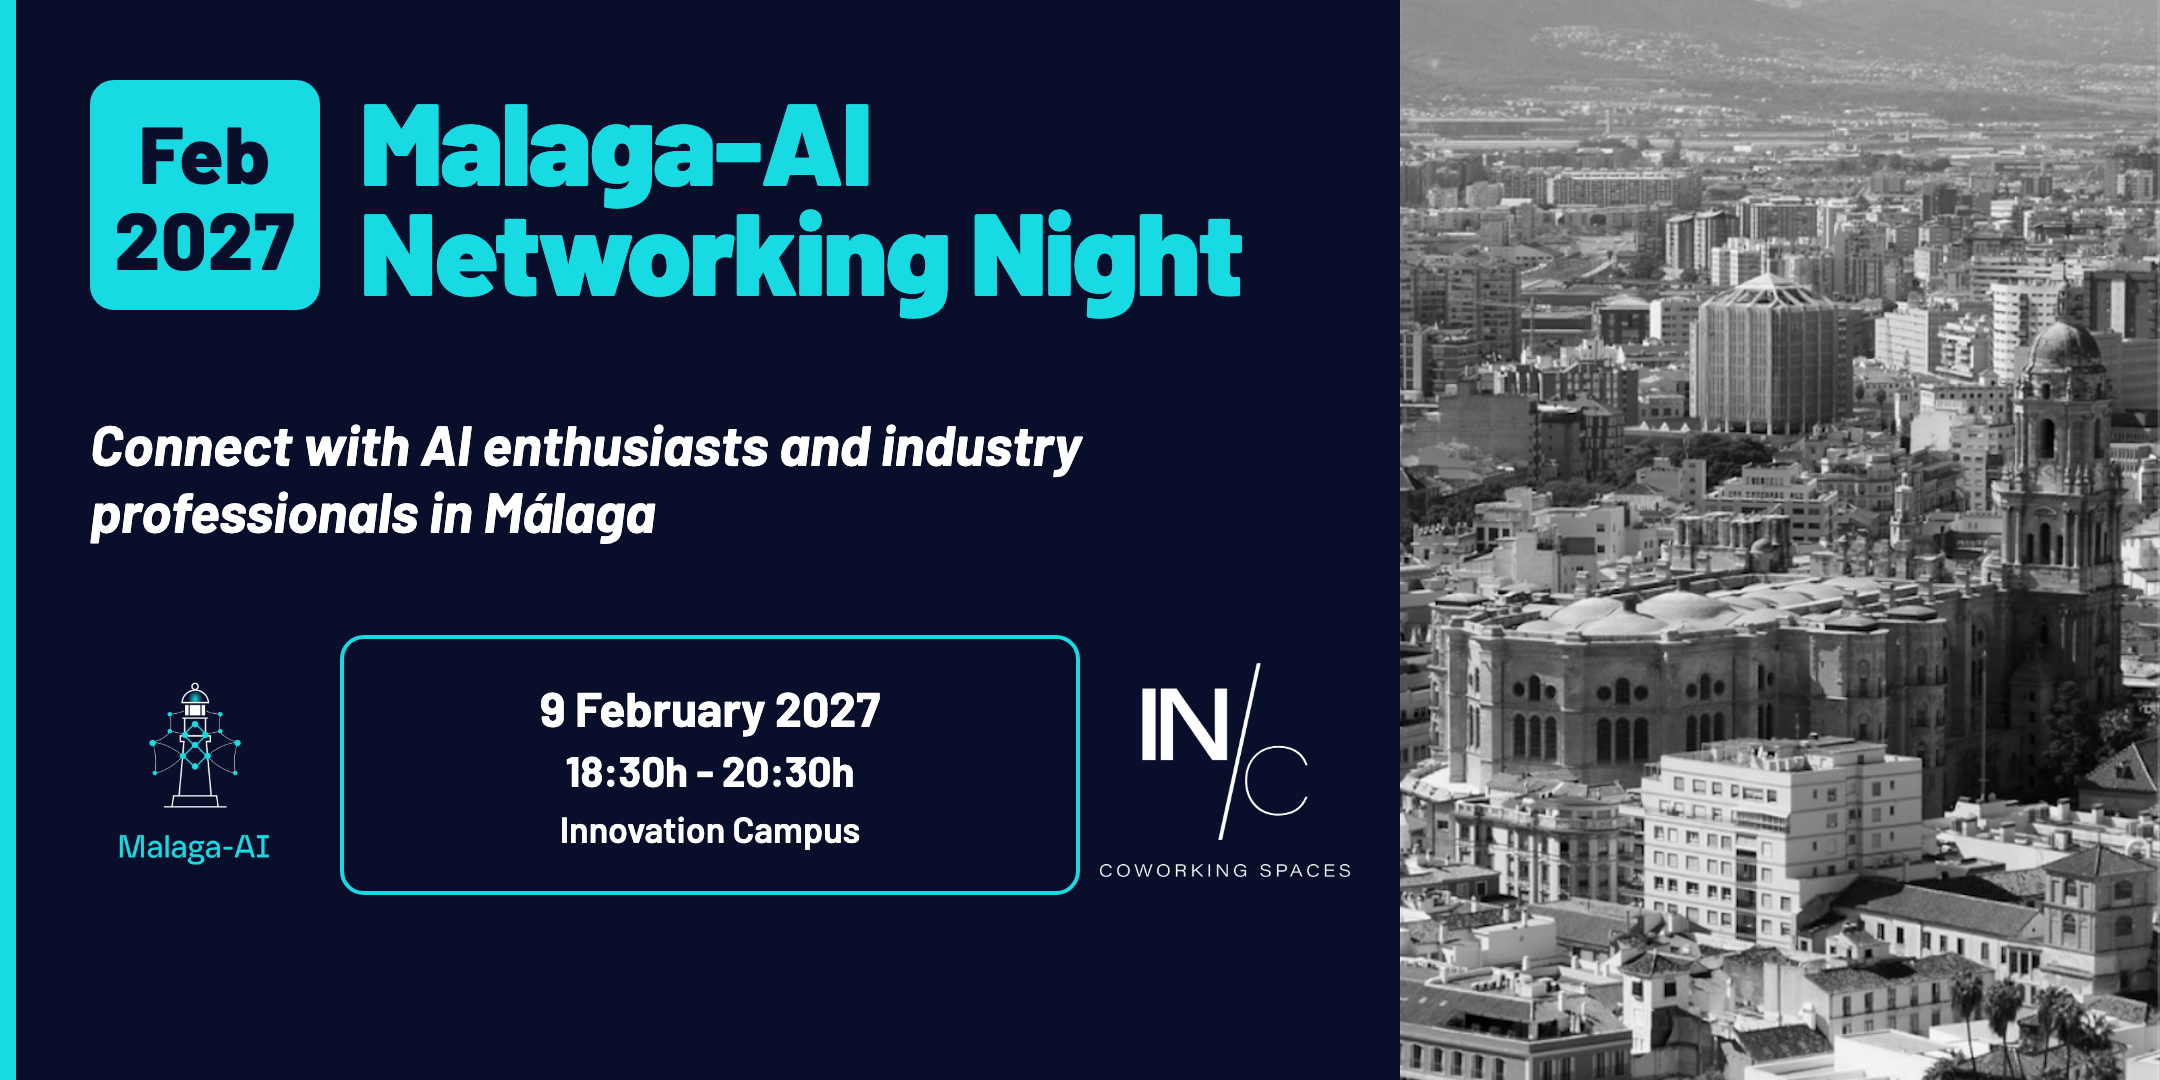 Feb
2027
Malaga-AI
Networking Night
Connect with AI enthusiasts and industry
professionals in Málaga
Malaga-AI
9 February 2027
18:30h - 20:30h
Innovation Campus
IN/C
COWORKING SPACES